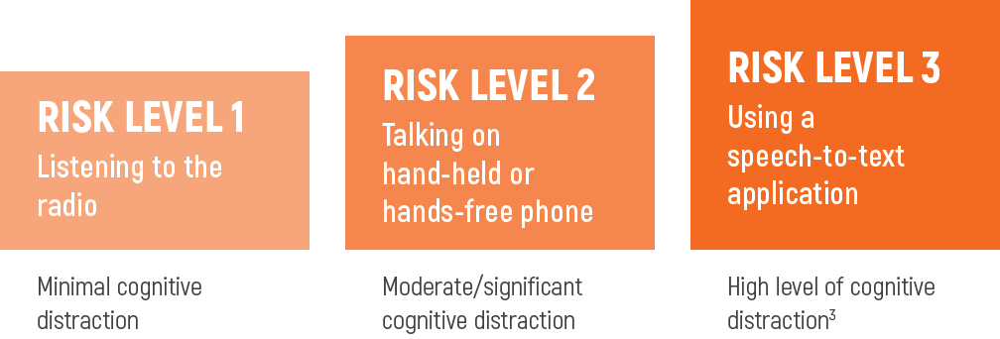 RISK LEVEL 1
Listening to the
radio
Minimal cognitive
distraction
RISK LEVEL 2
Talking on
hand-held or
hands-free phone
Moderate/significant
cognitive distraction
RISK LEVEL 3
Using a
speech-to-text
application
High level of cognitive
distraction³